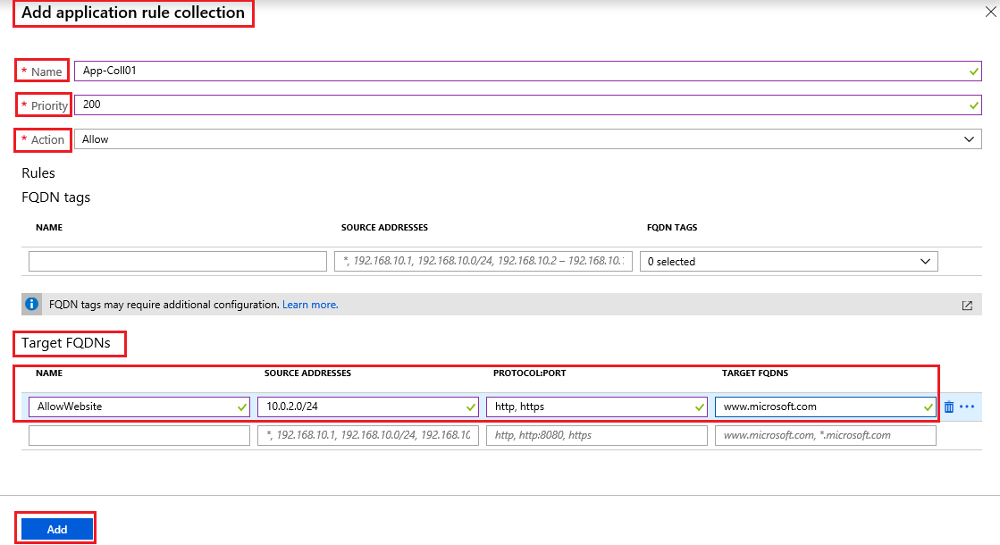 Add application rule collection
* Name App-Coll01
* Priority 200
* Action Allow
Rules
FQDN tags
NAME SOURCE ADDRESSES FQDN TAGS
*, 192.168.10.1, 192.168.10.0/24, 192.168.10.2 – 192.168.10. 0 selected
FQDN tags may require additional configuration. Learn more.
Target FQDNs
NAME SOURCE ADDRESSES PROTOCOL:PORT TARGET FQDNS
AllowWebsite 10.0.2.0/24 http, https www.microsoft.com
*, 192.168.10.1, 192.168.10.0/24, 192.168.10 http, http:8080, https www.microsoft.com, *.microsoft.com
Add